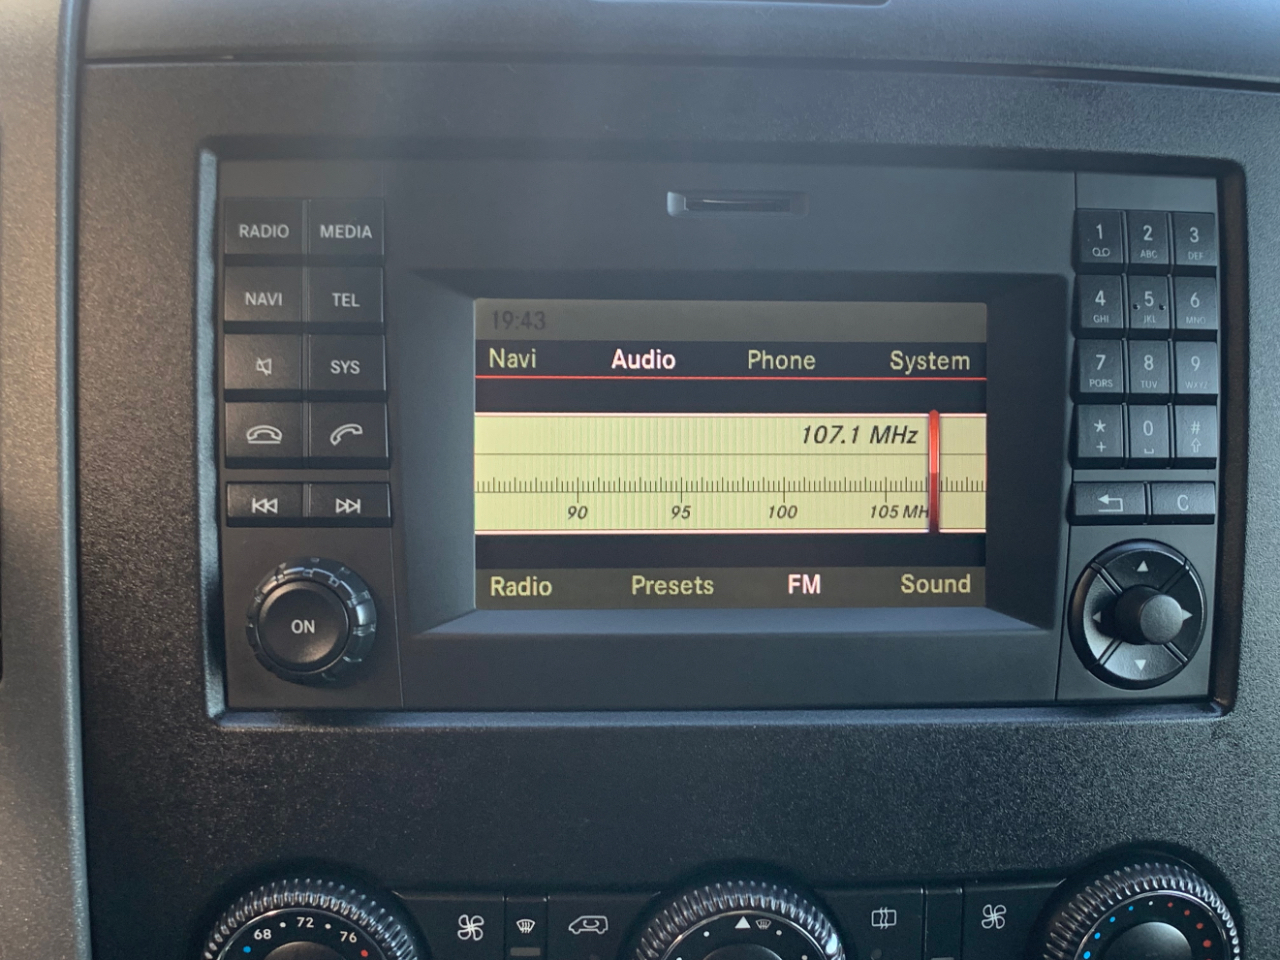 RADIO MEDIA
NAVI TEL
SYS
ON
19:43
Navi Audio Phone System
107.1 MHz
90 95 100 105 MH
Radio Presets FM Sound
1 2 ABC 3 DEF
4 GHI 5 JKL 6 MNO
7 PQRS 8 TUV 9 WXYZ
* + 0 #
C
68 72 76